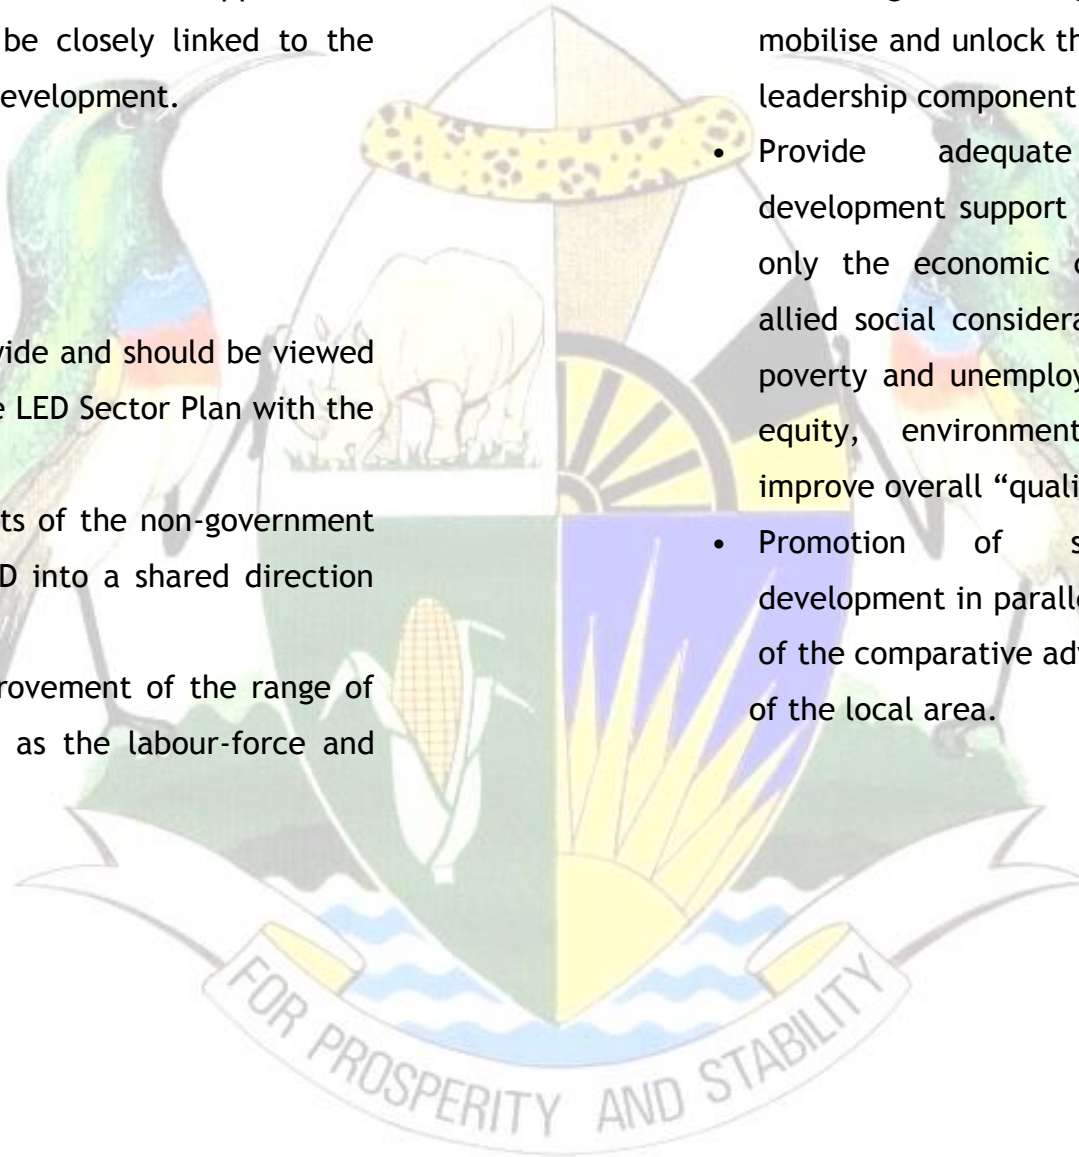 be closely linked to the
evelopment.
vide and should be viewed
e LED Sector Plan with the
ts of the non-government
D into a shared direction
rovement of the range of
as the labour-force and
mobilise and unlock th
leadership component
• Provide adequate
development support
only the economic
allied social considera
poverty and unemploy
equity, environment
improve overall “quali
• Promotion of s
development in paralle
of the comparative adv
of the local area.
FOR PROSPERITY AND STABILITY